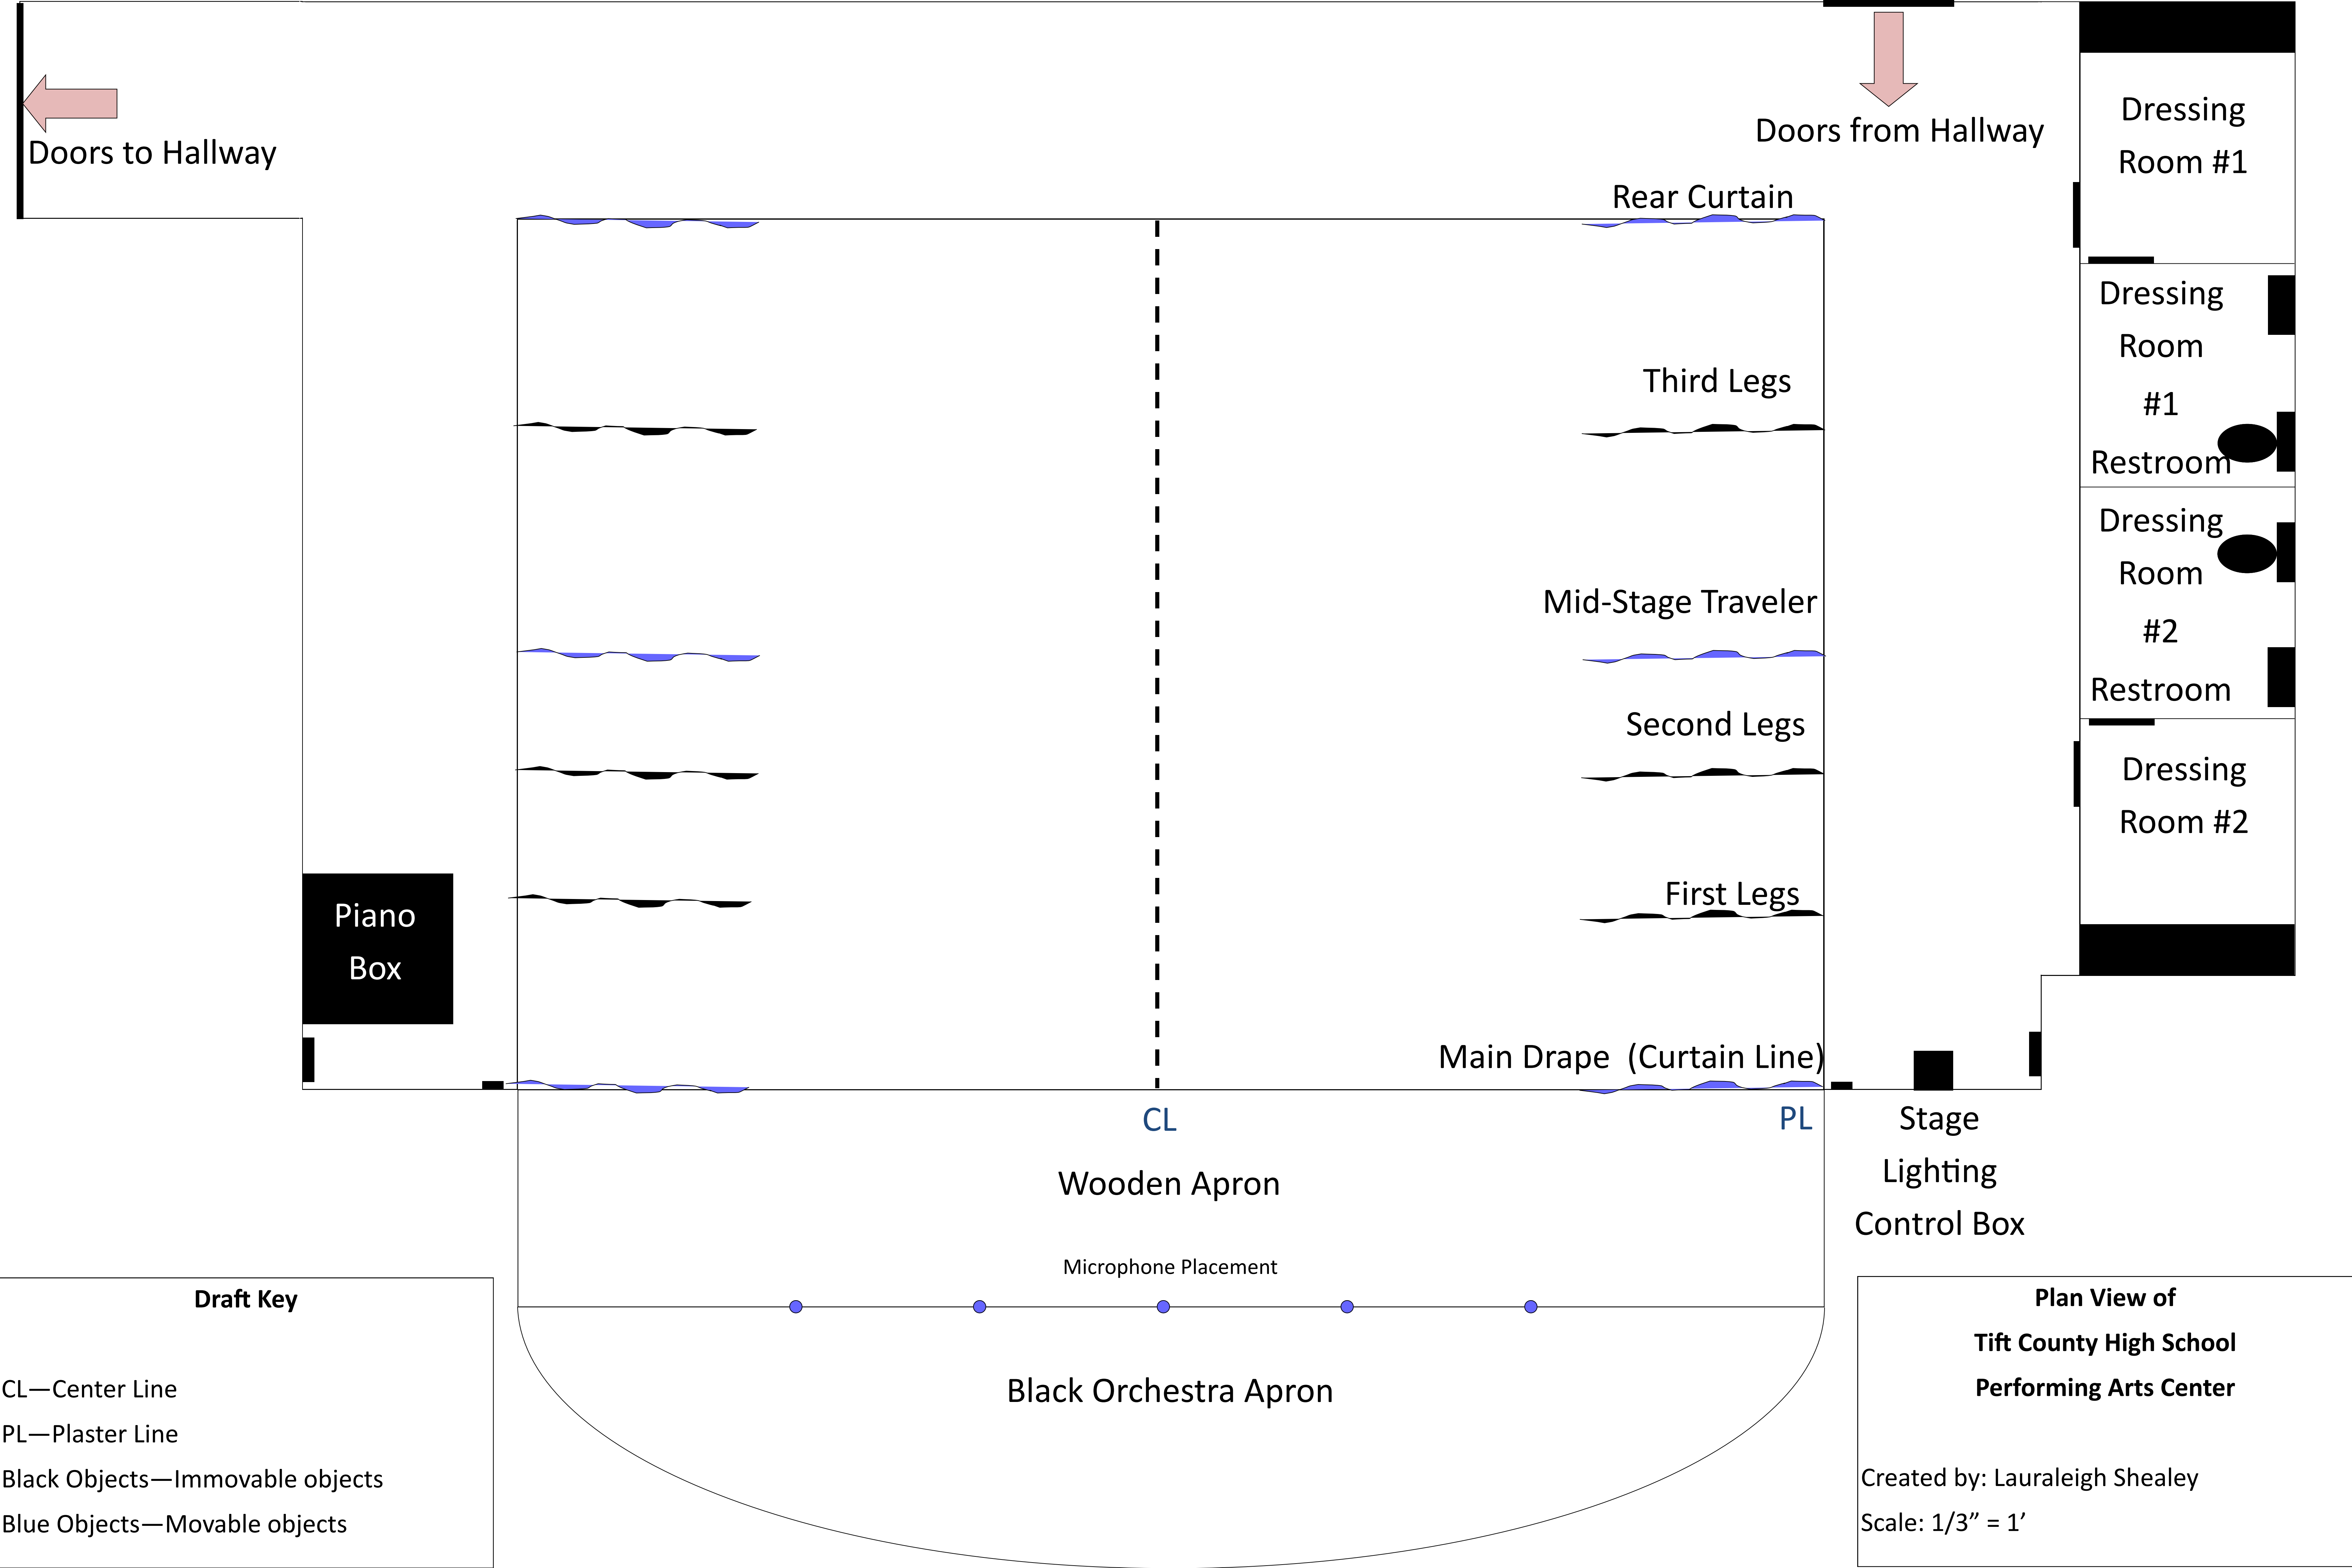 Doors to Hallway
Doors from Hallway
Dressing
Room #1
Rear Curtain
Dressing
Room
#1
Restroom
Third Legs
Dressing
Room
#2
Restroom
Mid-Stage Traveler
Second Legs
Dressing
Room #2
First Legs
Piano
Box
Main Drape  (Curtain Line)
CL
PL
Stage
Lighting
Control Box
Wooden Apron
Microphone Placement
Black Orchestra Apron
Draft Key
CL—Center Line
PL—Plaster Line
Black Objects—Immovable objects
Blue Objects—Movable objects
Plan View of
Tift County High School
Performing Arts Center
Created by: Lauraleigh Shealey
Scale: 1/3” = 1’